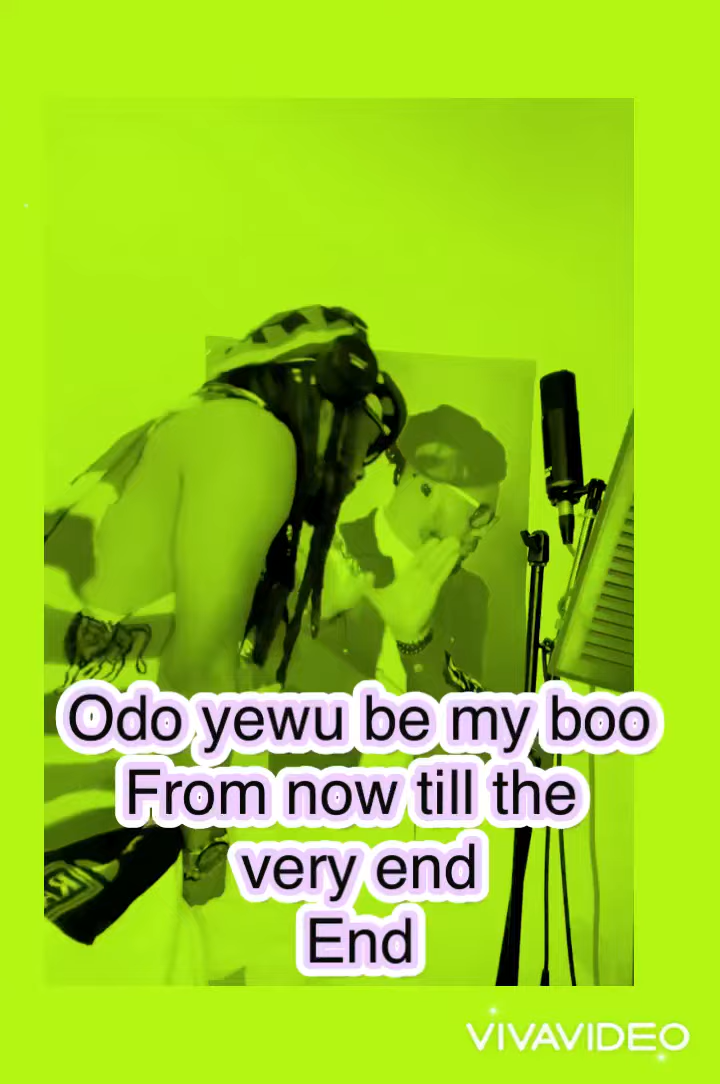 Odo yewu be my boo
From now till the
very end
End
VIVAVIDEO